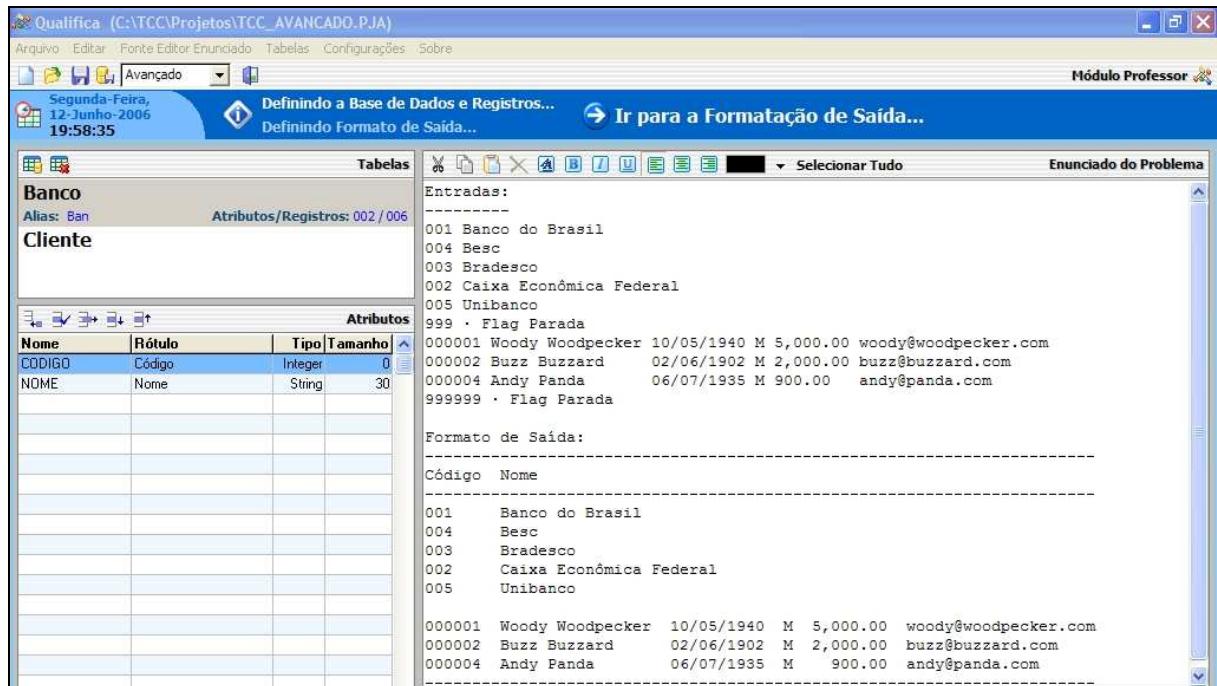 Qualifica (C:\TCC\Projetos\TCC_AVANCADO.PJA)
Arquivo Editar Fonte Editor Enunciado Tabelas Configurações Sobre
Avançado Módulo Professor
Segunda-Feira,
12-Junho-2006
19:58:35
Definindo a Base de Dados e Registros...
Definindo Formato de Saída...
Ir para a Formatação de Saída...
Tabelas
Banco
Alias: Ban Atributos/Registros: 002 / 006
Cliente
Atributos
Nome Rótulo Tipo Tamanho
CODIGO Código Integer 0
NOME Nome String 30
Selecionar Tudo Enunciado do Problema
Entradas:
---------
001 Banco do Brasil
004 Besc
003 Bradesco
002 Caixa Econômica Federal
005 Unibanco
999 · Flag Parada
000001 Woody Woodpecker 10/05/1940 M 5,000.00 woody@woodpecker.com
000002 Buzz Buzzard 02/06/1902 M 2,000.00 buzz@buzzard.com
000004 Andy Panda 06/07/1935 M 900.00 andy@panda.com
999999 · Flag Parada
Formato de Saída:
-----------------------------------------------------------------------
Código Nome
-----------------------------------------------------------------------
001 Banco do Brasil
004 Besc
003 Bradesco
002 Caixa Econômica Federal
005 Unibanco
000001 Woody Woodpecker 10/05/1940 M 5,000.00 woody@woodpecker.com
000002 Buzz Buzzard 02/06/1902 M 2,000.00 buzz@buzzard.com
000004 Andy Panda 06/07/1935 M 900.00 andy@panda.com
-----------------------------------------------------------------------